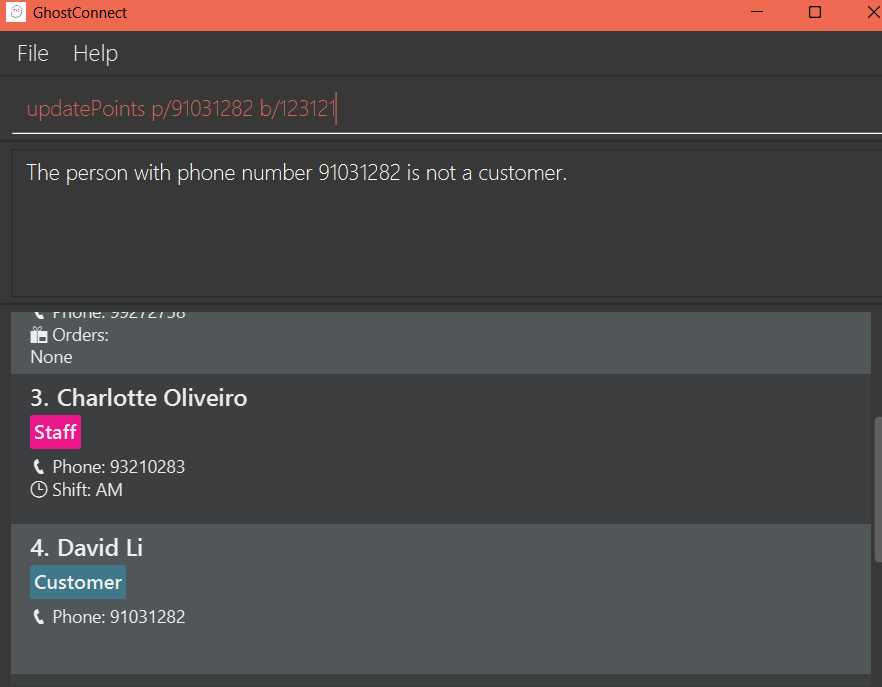 GhostConnect
File Help
updatePoints p/91031282 b/123121
The person with phone number 91031282 is not a customer.
Phone: 99272758
Orders:
None
3. Charlotte Oliveiro
Staff
Phone: 93210283
Shift: AM
4. David Li
Customer
Phone: 91031282